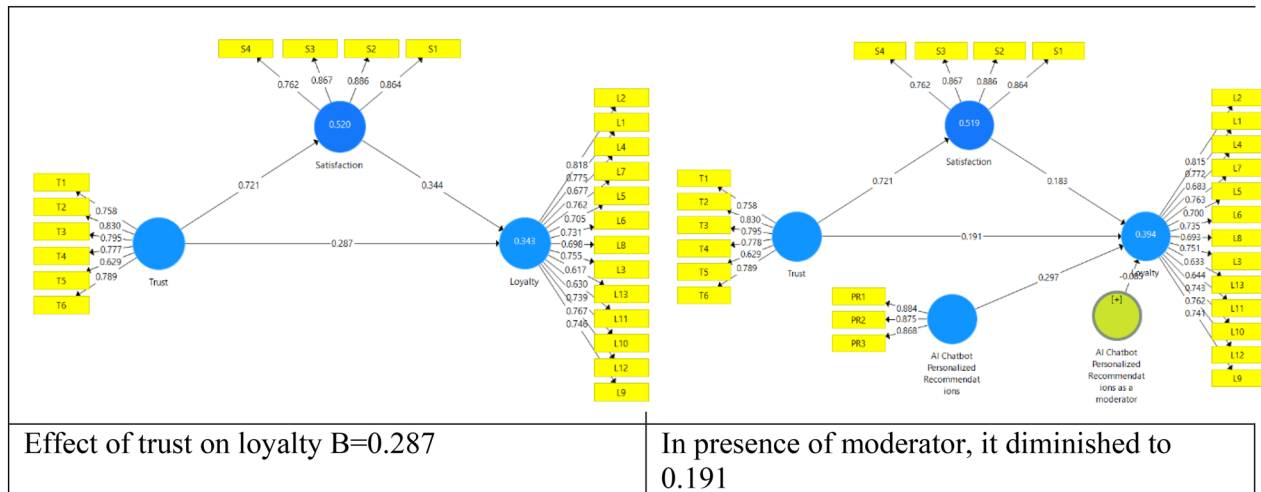 S4
S3
S2
S1
0.762
0.867
0.886
0.864
0.520
Satisfaction
0.721
0.344
T1
T2
T3
T4
T5
T6
0.758
0.830
0.795
0.777
0.629
0.789
Trust
0.287
0.343
Loyalty
0.818
0.775
0.677
0.762
0.705
0.731
0.698
0.755
0.617
0.630
0.739
0.767
0.746
L2
L1
L4
L7
L5
L6
L8
L3
L13
L11
L10
L12
L9
Effect of trust on loyalty B=0.287
S4
S3
S2
S1
0.762
0.867
0.886
0.864
0.519
Satisfaction
0.721
0.183
T1
T2
T3
T4
T5
T6
0.758
0.830
0.795
0.778
0.629
0.789
Trust
0.191
0.394
0.297
PR1
PR2
PR3
0.884
0.875
0.868
AI Chatbot
Personalized
Recommendat
ions
[+]
AI Chatbot
Personalized
Recommendat
ions as a
moderator
0.815
0.772
0.683
0.763
0.700
0.735
0.693
0.751
0.633
0.644
0.743
0.762
0.741
L2
L1
L4
L7
L5
L6
L8
L3
L13
L11
L10
L12
L9
In presence of moderator, it diminished to
0.191